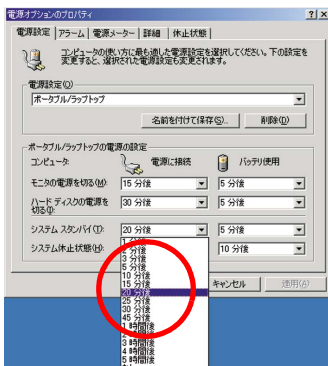 電源オプションのプロパティ
電源設定 アラーム 電源メーター 詳細 休止状態
コンピュータの使い方に最も適した電源設定を選択してください。下の設定を
変更すると、選択された電源設定も変更されます。
電源設定(O)
ポータブル/ラップトップ
名前を付けて保存(S)... 削除(D)
ポータブル/ラップトップの電源の設定
コンピュータ: 電源に接続 バッテリ使用
モニタの電源を切る(M): 15 分後 5 分後
ハード ディスクの電源を
切る(I): 30 分後 5 分後
システム スタンバイ(T): 20 分後 5 分後
システム休止状態(H): 10 分後
1 分後
2 分後
3 分後
5 分後
10 分後
15 分後
20 分後
25 分後
30 分後
45 分後
1 時間後
2 時間後
3 時間後
4 時間後
5 時間後
キャンセル 適用(A)